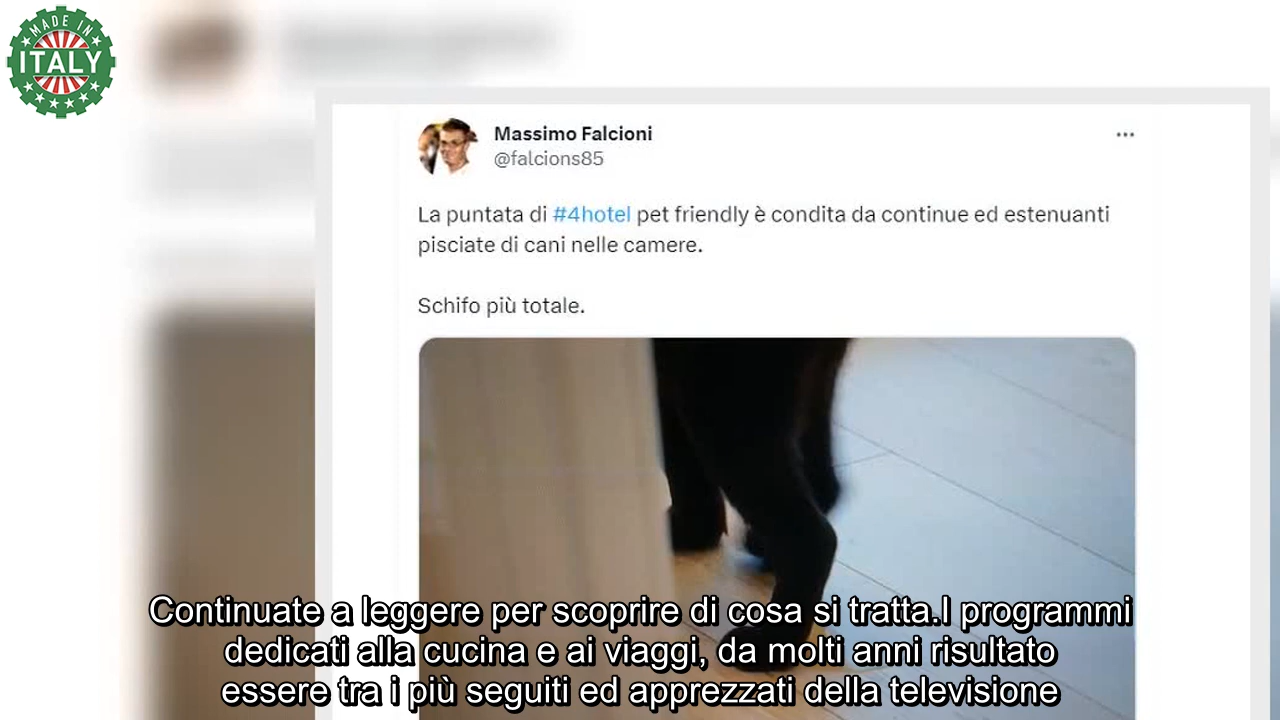 MADE IN
ITALY
Massimo Falcioni
@falcions85
La puntata di #4hotel pet friendly è condita da continue ed estenuanti
pisciate di cani nelle camere.
Schifo più totale.
Continuate a leggere per scoprire di cosa si tratta.I programmi
dedicati alla cucina e ai viaggi, da molti anni risultato
essere tra i più seguiti ed apprezzati della televisione